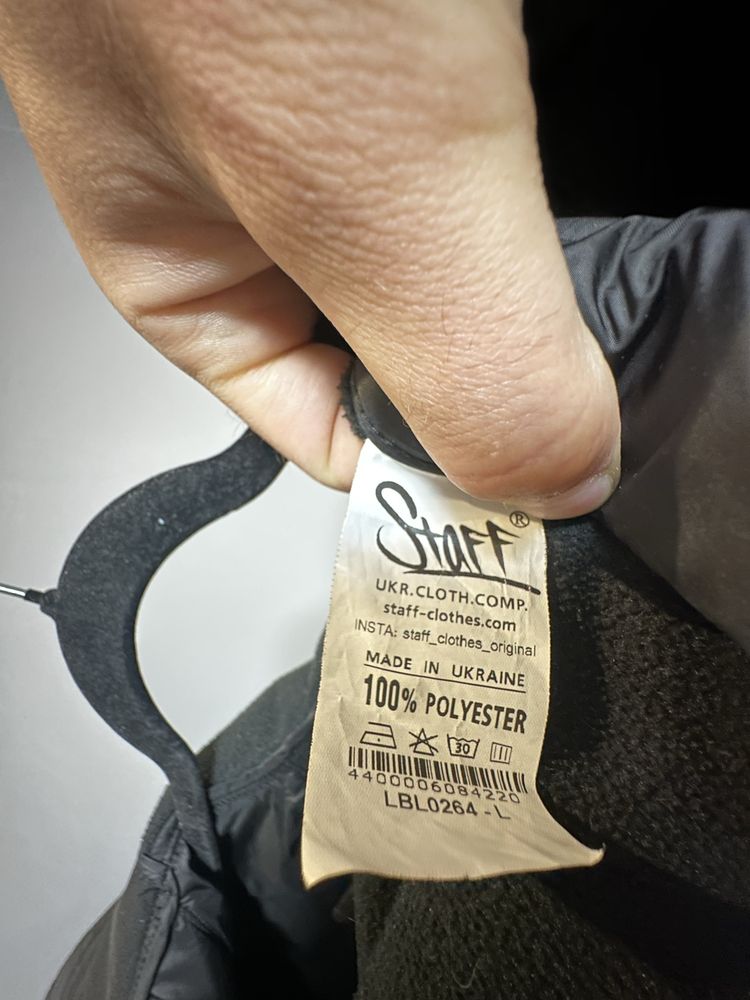 Staff®
UKR.CLOTH.COMP.
staff-clothes.com
INSTA: staff_clothes_original
MADE IN UKRAINE
100% POLYESTER
30
4400006084220
LBL0264 - L